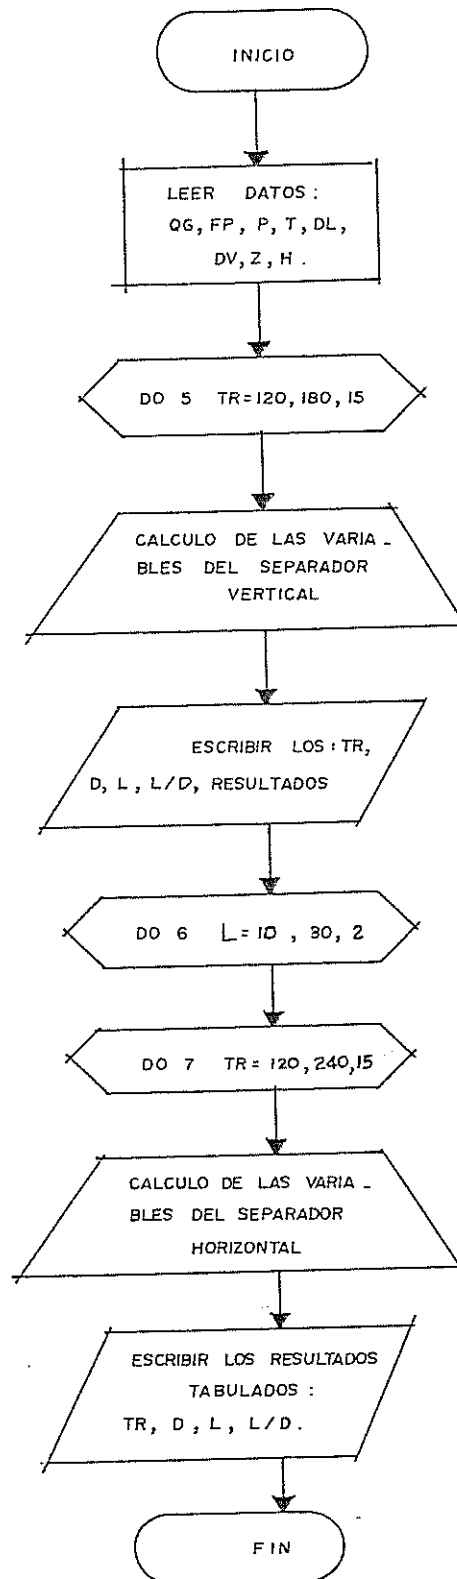 INICIO
LEER DATOS :
QG, FP, P, T, DL,
DV, Z, H .
DO 5 TR=120, 180, 15
CALCULO DE LAS VARIA_
BLES DEL SEPARADOR
VERTICAL
ESCRIBIR LOS : TR,
D, L, L/D, RESULTADOS
DO 6 L=10 , 30, 2
DO 7 TR= 120, 240, 15
CALCULO DE LAS VARIA_
BLES DEL SEPARADOR
HORIZONTAL
ESCRIBIR LOS RESULTADOS
TABULADOS :
TR, D , L, L/D.
FIN